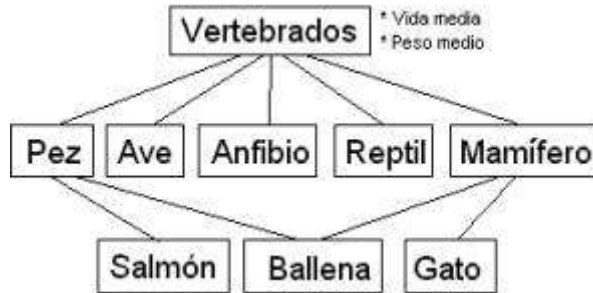 Vertebrados
* Vida media
* Peso medio
Pez Ave Anfibio Reptil Mamífero
Salmón Ballena Gato